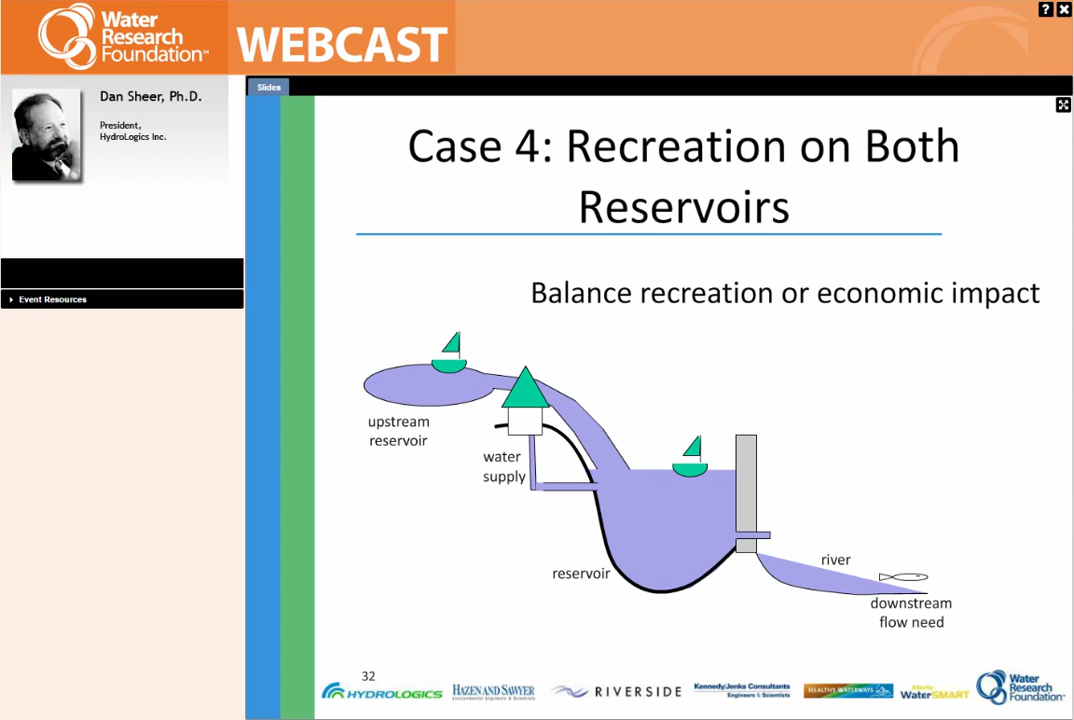 Water
Research
Foundation™
WEBCAST
? ×
Dan Sheer, Ph.D.
President,
HydroLogics Inc.
Event Resources
Slides
Case 4: Recreation on Both
Reservoirs
Balance recreation or economic impact
upstream
reservoir
water
supply
reservoir
river
downstream
flow need
32
HYDROLOGICS
HAZEN AND SAWYER
Environmental Engineers & Scientists
RIVERSIDE
Kennedy/Jenks Consultants
Engineers & Scientists
HEALTHY WATERWAYS
Alberta
WaterSMART
Water
Research
Foundation